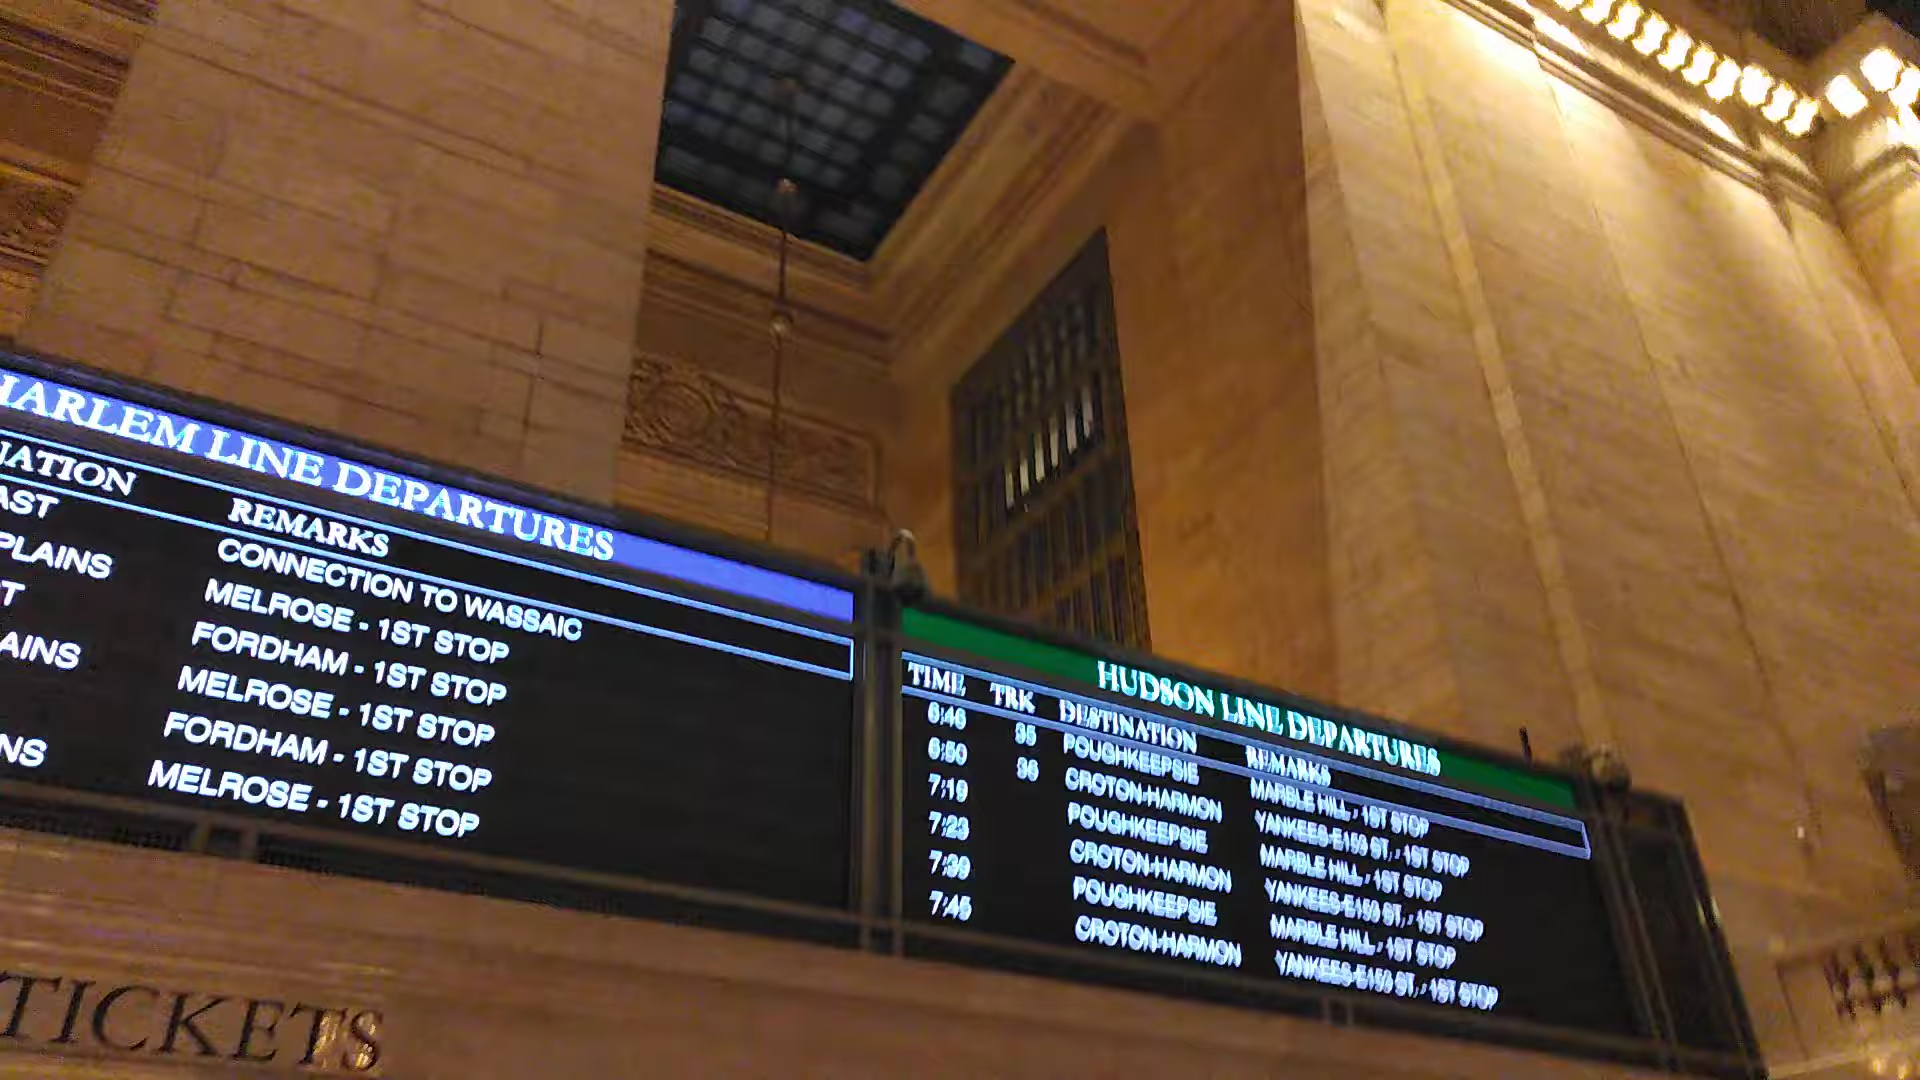 HARLEM LINE DEPARTURES
NATION REMARKS
AST CONNECTION TO WASSAIC
PLAINS MELROSE - 1ST STOP
T FORDHAM - 1ST STOP
AINS MELROSE - 1ST STOP
FORDHAM - 1ST STOP
NS MELROSE - 1ST STOP
HUDSON LINE DEPARTURES
TIME TRK DESTINATION REMARKS
6:46 35 POUGHKEEPSIE MARBLE HILL - 1ST STOP
6:50 36 CROTON-HARMON YANKEES-E153 ST. - 1ST STOP
7:19 POUGHKEEPSIE MARBLE HILL - 1ST STOP
7:23 CROTON-HARMON YANKEES-E153 ST. - 1ST STOP
7:39 POUGHKEEPSIE MARBLE HILL - 1ST STOP
7:45 CROTON-HARMON YANKEES-E153 ST. - 1ST STOP
TICKETS